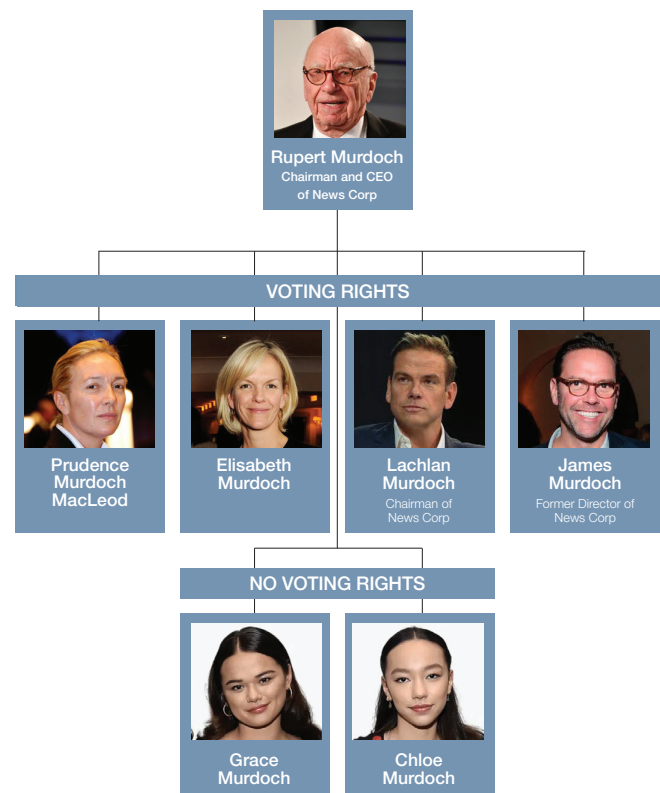 Rupert Murdoch
Chairman and CEO
of News Corp
VOTING RIGHTS
Prudence
Murdoch
MacLeod
Elisabeth
Murdoch
Lachlan
Murdoch
Chairman of
News Corp
James
Murdoch
Former Director of
News Corp
NO VOTING RIGHTS
Grace
Murdoch
Chloe
Murdoch